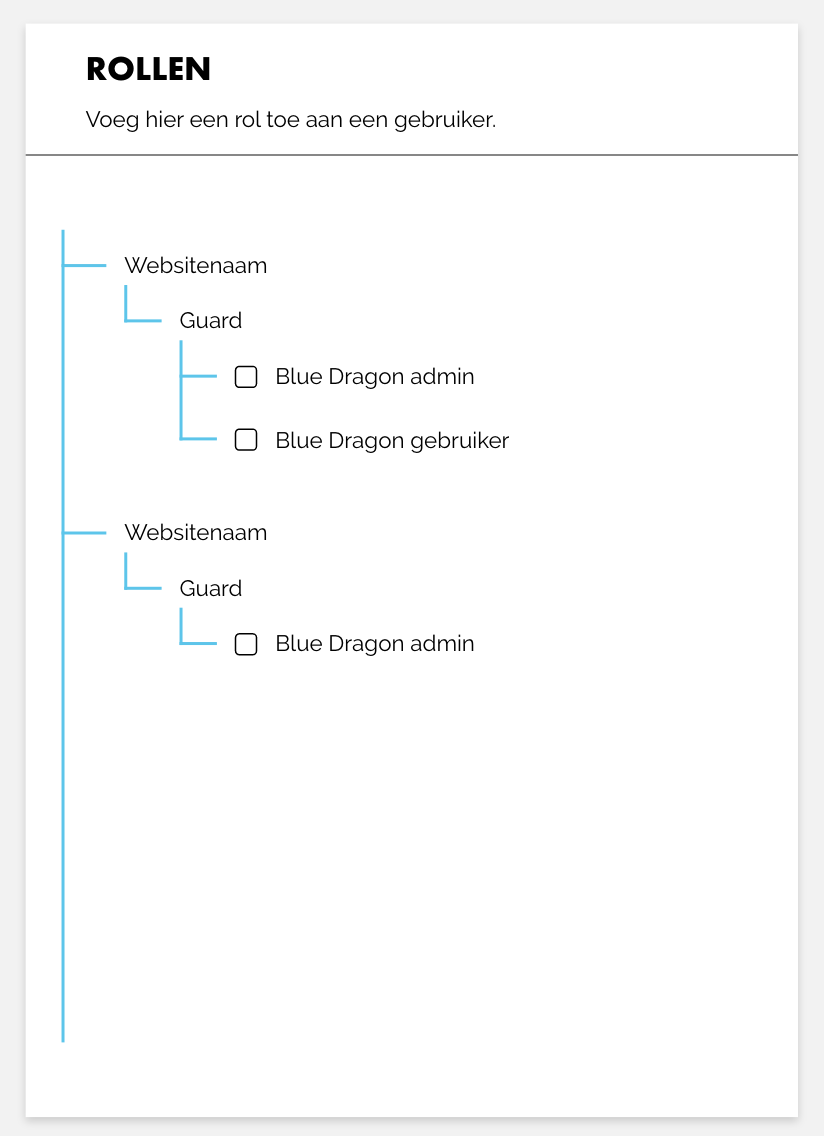 ROLLEN
Voeg hier een rol toe aan een gebruiker.
Websitenaam
Guard
Blue Dragon admin
Blue Dragon gebruiker
Websitenaam
Guard
Blue Dragon admin